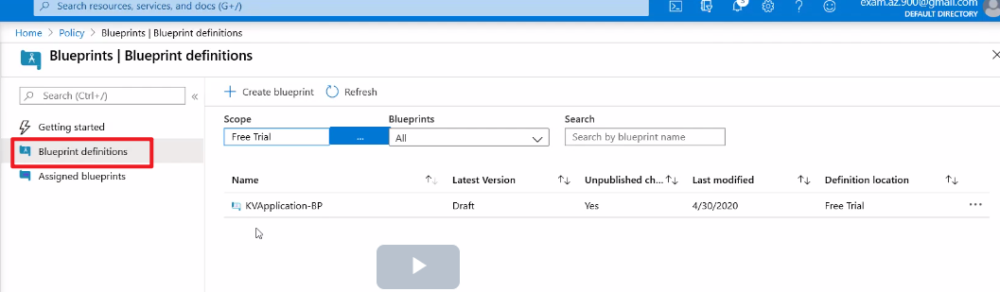 Search resources, services, and docs (G+/)
exam.az.900@gmail.com
DEFAULT DIRECTORY
Home > Policy > Blueprints | Blueprint definitions
Blueprints | Blueprint definitions
Search (Ctrl+/)
Getting started
Blueprint definitions
Assigned blueprints
Create blueprint Refresh
Scope Blueprints Search
Free Trial ... All Search by blueprint name
Name Latest Version Unpublished ch... Last modified Definition location
KVApplication-BP Draft Yes 4/30/2020 Free Trial ...